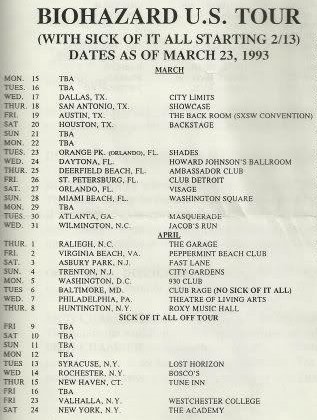 BIOHAZARD U.S. TOUR
(WITH SICK OF IT ALL STARTING 2/13)
DATES AS OF MARCH 23, 1993
MARCH
MON. 15 TBA
TUES. 16 TBA
WED. 17 DALLAS, TX. CITY LIMITS
THUR. 18 SAN ANTONIO, TX. SHOWCASE
FRI. 19 AUSTIN, TX. THE BACK ROOM (SXSW CONVENTION)
SAT 20 HOUSTON, TX. BACKSTAGE
SUN 21 TBA
MON. 22 TBA
TUES. 23 ORANGE PK. (ORLANDO), FL. SHADES
WED. 24 DAYTONA, FL. HOWARD JOHNSON'S BALLROOM
THUR. 25 DEERFIELD BEACH, FL. AMBASSADOR CLUB
FRI. 26 ST. PETERSBURG, FL. CLUB DETROIT
SAT. 27 ORLANDO, FL. VISAGE
SUN. 28 MIAMI BEACH, FL. WASHINGTON SQUARE
MON. 29 TBA
TUES. 30 ATLANTA, GA. MASQUERADE
WED. 31 WILMINGTON, N.C. JACOB'S RUN
APRIL
THUR. 1 RALIEGH, N.C. THE GARAGE
FRI. 2 VIRGINIA BEACH, VA. PEPPERMINT BEACH CLUB
SAT. 3 ASBURY PARK, N.J. FAST LANE
SUN. 4 TRENTON, N.J. CITY GARDENS
MON. 5 WASHINGTON, D.C. 930 CLUB
TUES 6 BALTIMORE, MD. CLUB RAGE (NO SICK OF IT ALL)
WED. 7 PHILADELPHIA, PA. THEATRE OF LIVING ARTS
THUR. 8 HUNTINGTON, N.Y. ROXY MUSIC HALL
SICK OF IT ALL OFF TOUR
FRI 9 TBA
SAT 10 TBA
SUN 11 TBA
MON 12 TBA
TUES 13 SYRACUSE, N.Y. LOST HORIZON
WED 14 ROCHESTER, N.Y. BOSCO'S
THUR 15 NEW HAVEN, CT. TUNE INN
FRI 16 TBA
FRI 23 VALHALLA, N.Y. WESTCHESTER COLLEGE
SAT 24 NEW YORK, N.Y. THE ACADEMY